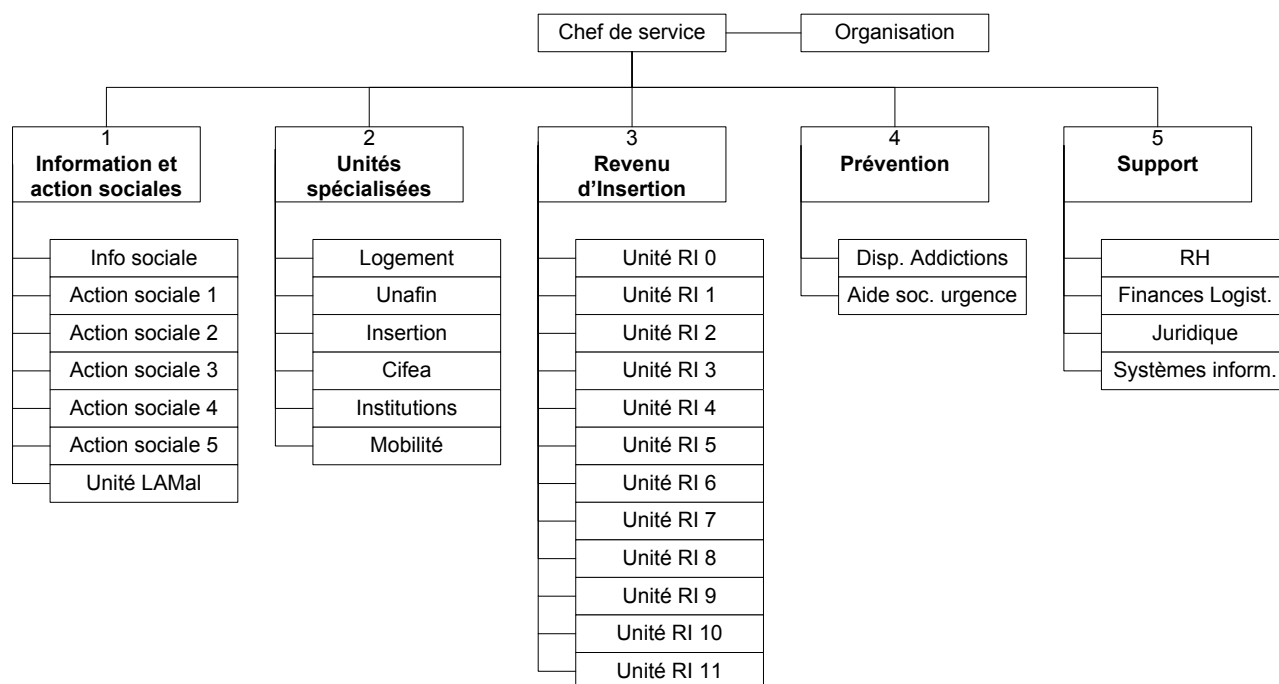 Chef de service
Organisation
1
Information et
action sociales
2
Unités
spécialisées
3
Revenu
d’Insertion
4
Prévention
5
Support
Info sociale
Action sociale 1
Action sociale 2
Action sociale 3
Action sociale 4
Action sociale 5
Unité LAMal
Logement
Unafin
Insertion
Cifea
Institutions
Mobilité
Unité RI 0
Unité RI 1
Unité RI 2
Unité RI 3
Unité RI 4
Unité RI 5
Unité RI 6
Unité RI 7
Unité RI 8
Unité RI 9
Unité RI 10
Unité RI 11
Disp. Addictions
Aide soc. urgence
RH
Finances Logist.
Juridique
Systèmes inform.